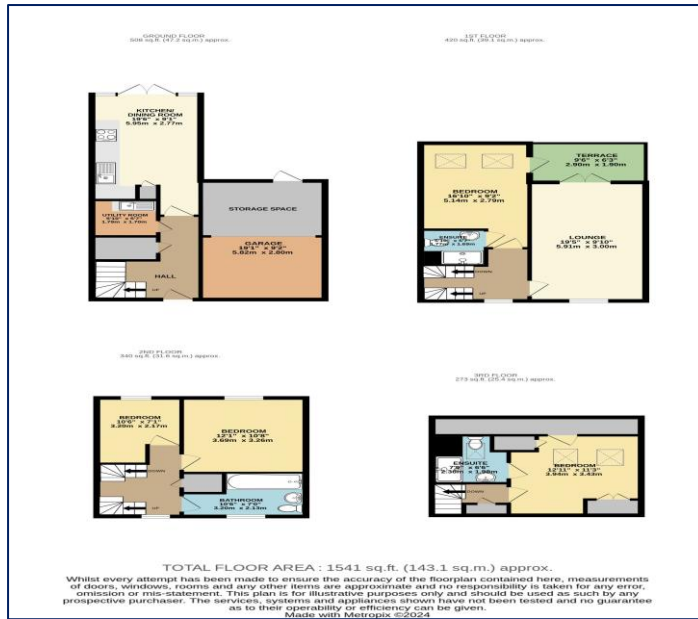 GROUND FLOOR
508 sq.ft. (47.2 sq.m.) approx.
1ST FLOOR
420 sq.ft. (39.1 sq.m.) approx.
KITCHEN/
DINING ROOM
19'6" x 9'1"
5.95m x 2.77m
UTILITY ROOM
STORAGE SPACE
GARAGE
19'1" x 9'2"
5.82m x 2.80m
HALL
UP
TERRACE
9'6" x 6'3"
2.90m x 1.90m
BEDROOM
16'10" x 9'2"
5.14m x 2.79m
ENSUITE
LOUNGE
19'5" x 9'10"
5.91m x 3.00m
DOWN
UP
2ND FLOOR
340 sq.ft. (31.6 sq.m.) approx.
3RD FLOOR
273 sq.ft. (25.4 sq.m.) approx.
BEDROOM
10'6" x 7'1"
3.20m x 2.17m
BEDROOM
12'1" x 10'8"
3.69m x 3.26m
DOWN
UP
BATHROOM
10'6" x 7'0"
3.20m x 2.13m
ENSUITE
DOWN
BEDROOM
12'11" x 11'3"
3.94m x 3.43m
TOTAL FLOOR AREA : 1541 sq.ft. (143.1 sq.m.) approx.
Whilst every attempt has been made to ensure the accuracy of the floorplan contained here, measurements
of doors, windows, rooms and any other items are approximate and no responsibility is taken for any error,
omission or mis-statement. This plan is for illustrative purposes only and should be used as such by any
prospective purchaser. The services, systems and appliances shown have not been tested and no guarantee
as to their operability or efficiency can be given.
Made with Metropix ©2024